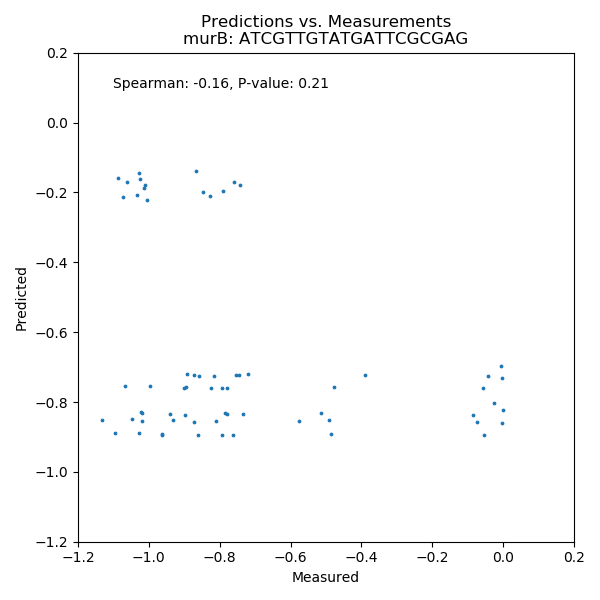 Predictions vs. Measurements
murB: ATCGTTGTATGATTCGCGAG
Spearman: -0.16, P-value: 0.21
0.2
0.0
−0.2
−0.4
−0.6
−0.8
−1.0
−1.2
Predicted
−1.2 −1.0 −0.8 −0.6 −0.4 −0.2 0.0 0.2
Measured